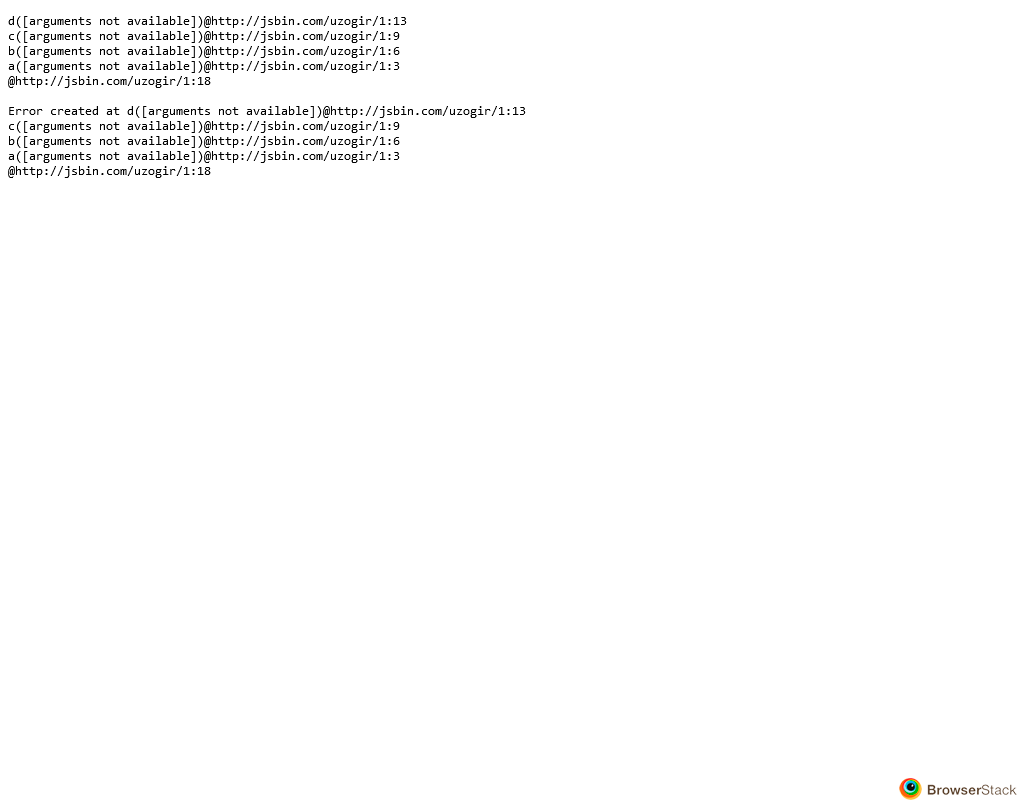 d([arguments not available])@http://jsbin.com/uzogir/1:13
c([arguments not available])@http://jsbin.com/uzogir/1:9
b([arguments not available])@http://jsbin.com/uzogir/1:6
a([arguments not available])@http://jsbin.com/uzogir/1:3
@http://jsbin.com/uzogir/1:18

Error created at d([arguments not available])@http://jsbin.com/uzogir/1:13
c([arguments not available])@http://jsbin.com/uzogir/1:9
b([arguments not available])@http://jsbin.com/uzogir/1:6
a([arguments not available])@http://jsbin.com/uzogir/1:3
@http://jsbin.com/uzogir/1:18
BrowserStack